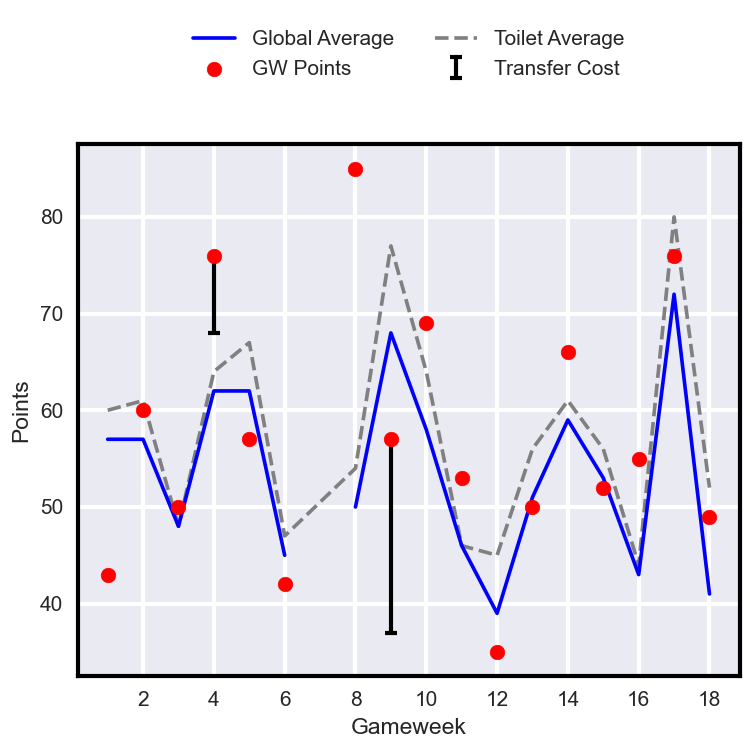 Global Average Toilet Average
GW Points Transfer Cost
80
70
60
50
40
Points
2 4 6 8 10 12 14 16 18
Gameweek